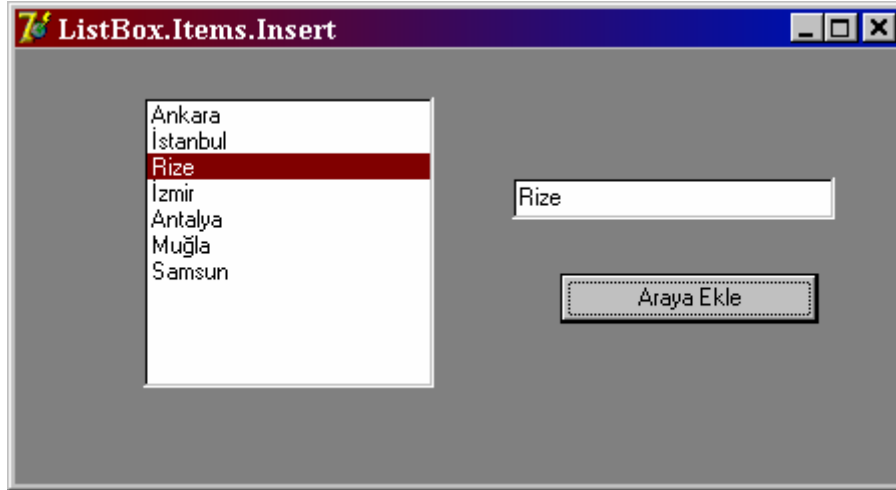 ListBox.Items.Insert
Ankara
İstanbul
Rize
İzmir
Antalya
Muğla
Samsun
Rize
Araya Ekle